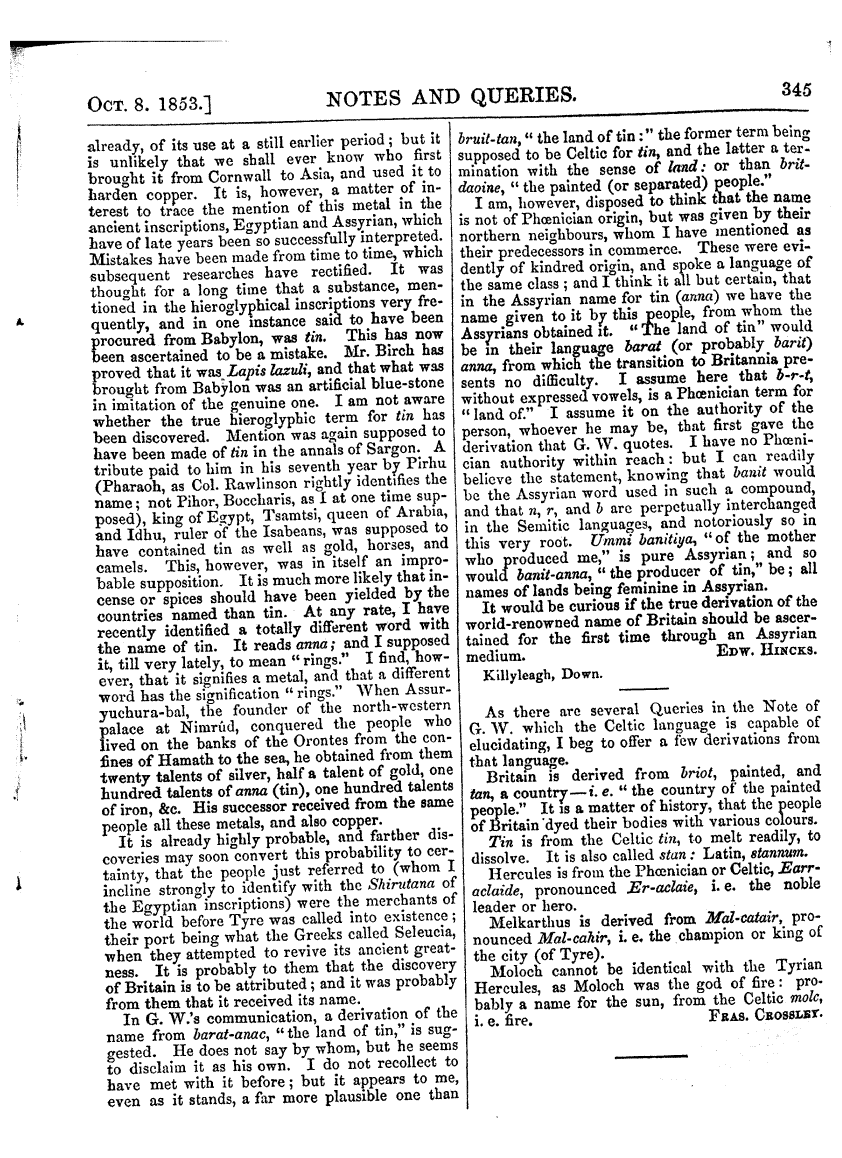 OCT. 8. 1853.]
NOTES AND QUERIES.
345
already, of its use at a still earlier period; but it
is unlikely that we shall ever know who first
brought it from Cornwall to Asia, and used it to
harden copper. It is, however, a matter of in-
terest to trace the mention of this metal in the
ancient inscriptions, Egyptian and Assyrian, which
have of late years been so successfully interpreted.
Mistakes have been made from time to time, which
subsequent researches have rectified. It was
thought for a long time that a substance, men-
tioned in the hieroglyphical inscriptions very fre-
quently, and in one instance said to have been
procured from Babylon, was tin. This has now
been ascertained to be a mistake. Mr. Birch has
proved that it was Lapis lazuli, and that what was
brought from Babylon was an artificial blue-stone
in imitation of the genuine one. I am not aware
whether the true hieroglyphic term for tin has
been discovered. Mention was again supposed to
have been made of tin in the annals of Sargon. A
tribute paid to him in his seventh year by Pirhu
(Pharaoh, as Col. Rawlinson rightly identifies the
name; not Pihor, Boccharis, as I at one time sup-
posed), king of Egypt, Tsamtsi, queen of Arabia,
and Idhu, ruler of the Isabeans, was supposed to
have contained tin as well as gold, horses, and
camels. This, however, was in itself an impro-
bable supposition. It is much more likely that in-
cense or spices should have been yielded by the
countries named than tin. At any rate, I have
recently identified a totally different word with
the name of tin. It reads anna; and I supposed
it, till very lately, to mean "rings." I find, how-
ever, that it signifies a metal, and that a different
word has the signification "rings." When Assur-
yuchura-bal, the founder of the north-western
palace at Nimrúd, conquered the people who
lived on the banks of the Orontes from the con-
fines of Hamath to the sea, he obtained from them
twenty talents of silver, half a talent of gold, one
hundred talents of anna (tin), one hundred talents
of iron, &c. His successor received from the same
people all these metals, and also copper.
It is already highly probable, and farther dis-
coveries may soon convert this probability to cer-
tainty, that the people just referred to (whom I
incline strongly to identify with the Shirutana of
the Egyptian inscriptions) were the merchants of
the world before Tyre was called into existence;
their port being what the Greeks called Seleucia,
when they attempted to revive its ancient great-
ness. It is probably to them that the discovery
of Britain is to be attributed; and it was probably
from them that it received its name.
In G. W.'s communication, a derivation of the
name from barat-anac, "the land of tin," is sug-
gested. He does not say by whom, but he seems
to disclaim it as his own. I do not recollect to
have met with it before; but it appears to me,
even as it stands, a far more plausible one than
bruit-tan, "the land of tin:" the former term being
supposed to be Celtic for tin, and the latter a ter-
mination with the sense of land: or than brit-
daoine, "the painted (or separated) people."
I am, however, disposed to think that the name
is not of Phœnician origin, but was given by their
northern neighbours, whom I have mentioned as
their predecessors in commerce. These were evi-
dently of kindred origin, and spoke a language of
the same class; and I think it all but certain, that
in the Assyrian name for tin (anna) we have the
name given to it by this people, from whom the
Assyrians obtained it. "The land of tin" would
be in their language barat (or probably barit)
anna, from which the transition to Britannia pre-
sents no difficulty. I assume here that b-r-t,
without expressed vowels, is a Phœnician term for
"land of." I assume it on the authority of the
person, whoever he may be, that first gave the
derivation that G. W. quotes. I have no Phœni-
cian authority within reach: but I can readily
believe the statement, knowing that banit would
be the Assyrian word used in such a compound,
and that n, r, and b are perpetually interchanged
in the Semitic languages, and notoriously so in
this very root. Ummi banitiya, "of the mother
who produced me," is pure Assyrian; and so
would banit-anna, "the producer of tin," be; all
names of lands being feminine in Assyrian.
It would be curious if the true derivation of the
world-renowned name of Britain should be ascer-
tained for the first time through an Assyrian
medium. EDW. HINCKS.
Killyleagh, Down.
As there are several Queries in the Note of
G. W. which the Celtic language is capable of
elucidating, I beg to offer a few derivations from
that language.
Britain is derived from briot, painted, and
tan, a country—i. e. "the country of the painted
people." It is a matter of history, that the people
of Britain dyed their bodies with various colours.
Tin is from the Celtic tin, to melt readily, to
dissolve. It is also called stan: Latin, stannum.
Hercules is from the Phœnician or Celtic, Earr-
aclaide, pronounced Er-aclaie, i. e. the noble
leader or hero.
Melkarthus is derived from Mal-catair, pro-
nounced Mal-cahir, i. e. the champion or king of
the city (of Tyre).
Moloch cannot be identical with the Tyrian
Hercules, as Moloch was the god of fire: pro-
bably a name for the sun, from the Celtic molc,
i. e. fire. FRAS. CROSSLEY.